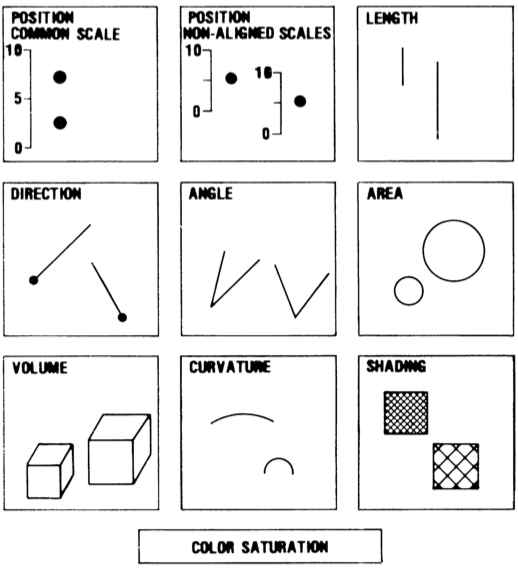 POSITION
COMMON SCALE
10
5
0
POSITION
NON-ALIGNED SCALES
10
0
10
0
LENGTH
DIRECTION
ANGLE
AREA
VOLUME
CURVATURE
SHADING
COLOR SATURATION